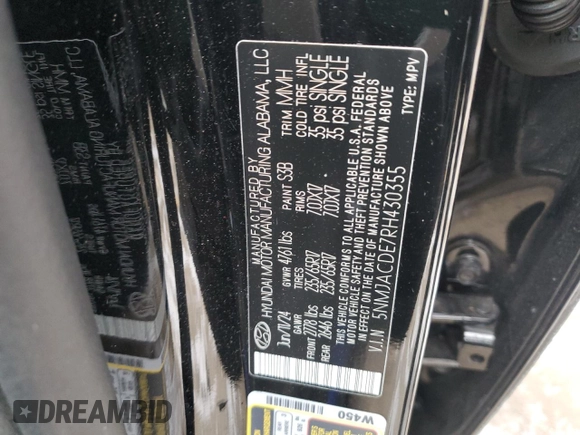 MANUFACTURED BY
HYUNDAI MOTOR MANUFACTURING ALABAMA, LLC
Jun/11/24 GVWR 4761 lbs PAINT S3B TRIM MMH
GAWR TIRES RIMS COLD TIRE INFL
FRONT 2778 lbs 235/65R17 7.0JX17 35 psi SINGLE
REAR 2646 lbs 235/65R17 7.0JX17 35 psi SINGLE
THIS VEHICLE CONFORMS TO ALL APPLICABLE U.S.A. FEDERAL
MOTOR VEHICLE SAFETY AND THEFT PREVENTION STANDARDS
IN EFFECT ON THE DATE OF MANUFACTURE SHOWN ABOVE
V.I.N 5NMJACDE7RH430355 TYPE: MPV
W450
DREAMBID